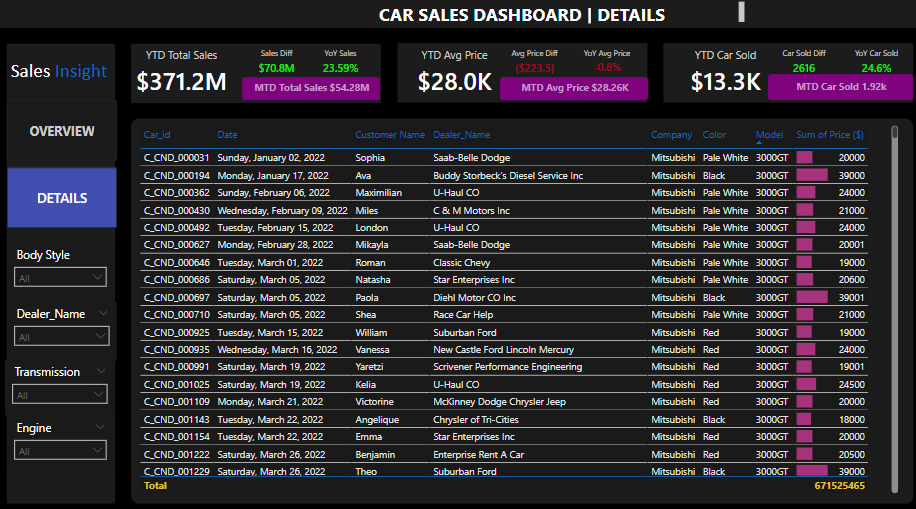 CAR SALES DASHBOARD | DETAILS
Sales Insight
OVERVIEW
DETAILS
Body Style
All
Dealer_Name
All
Transmission
All
Engine
All
YTD Total Sales
$371.2M
Sales Diff
$70.8M
YoY Sales
23.59%
MTD Total Sales $54.28M
YTD Avg Price
$28.0K
Avg Price Diff
($223.5)
YoY Avg Price
-0.8%
MTD Avg Price $28.26K
YTD Car Sold
$13.3K
Car Sold Diff
2616
YoY Car Sold
24.6%
MTD Car Sold 1.92k
Car_id Date Customer Name Dealer_Name Company Color Model Sum of Price ($)
C_CND_000031 Sunday, January 02, 2022 Sophia Saab-Belle Dodge Mitsubishi Pale White 3000GT 20000
C_CND_000194 Monday, January 17, 2022 Ava Buddy Storbeck's Diesel Service Inc Mitsubishi Black 3000GT 39000
C_CND_000362 Sunday, February 06, 2022 Maximilian U-Haul CO Mitsubishi Pale White 3000GT 24000
C_CND_000430 Wednesday, February 09, 2022 Miles C & M Motors Inc Mitsubishi Pale White 3000GT 21000
C_CND_000492 Tuesday, February 15, 2022 London U-Haul CO Mitsubishi Pale White 3000GT 24000
C_CND_000627 Monday, February 28, 2022 Mikayla Saab-Belle Dodge Mitsubishi Pale White 3000GT 20001
C_CND_000646 Tuesday, March 01, 2022 Roman Classic Chevy Mitsubishi Pale White 3000GT 19000
C_CND_000686 Saturday, March 05, 2022 Natasha Star Enterprises Inc Mitsubishi Pale White 3000GT 20600
C_CND_000697 Saturday, March 05, 2022 Paola Diehl Motor CO Inc Mitsubishi Black 3000GT 39001
C_CND_000710 Saturday, March 05, 2022 Shea Race Car Help Mitsubishi Pale White 3000GT 21000
C_CND_000925 Tuesday, March 15, 2022 William Suburban Ford Mitsubishi Red 3000GT 19000
C_CND_000935 Wednesday, March 16, 2022 Vanessa New Castle Ford Lincoln Mercury Mitsubishi Red 3000GT 24000
C_CND_000991 Saturday, March 19, 2022 Yaretzi Scrivener Performance Engineering Mitsubishi Red 3000GT 19001
C_CND_001025 Saturday, March 19, 2022 Kelia U-Haul CO Mitsubishi Red 3000GT 24500
C_CND_001109 Monday, March 21, 2022 Victorine McKinney Dodge Chrysler Jeep Mitsubishi Red 3000GT 20000
C_CND_001143 Tuesday, March 22, 2022 Angelique Chrysler of Tri-Cities Mitsubishi Black 3000GT 18000
C_CND_001154 Tuesday, March 22, 2022 Emma Star Enterprises Inc Mitsubishi Red 3000GT 20000
C_CND_001222 Saturday, March 26, 2022 Benjamin Enterprise Rent A Car Mitsubishi Red 3000GT 20500
C_CND_001229 Saturday, March 26, 2022 Theo Suburban Ford Mitsubishi Black 3000GT 39000
Total 671525465